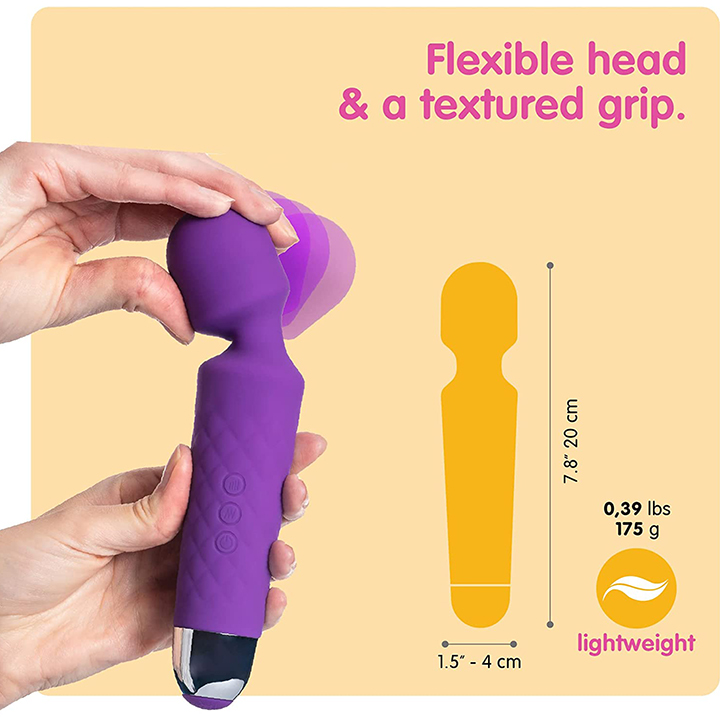 Flexible head
& a textured grip.
7.8” 20 cm
0,39 lbs
175 g
lightweight
1.5” - 4 cm